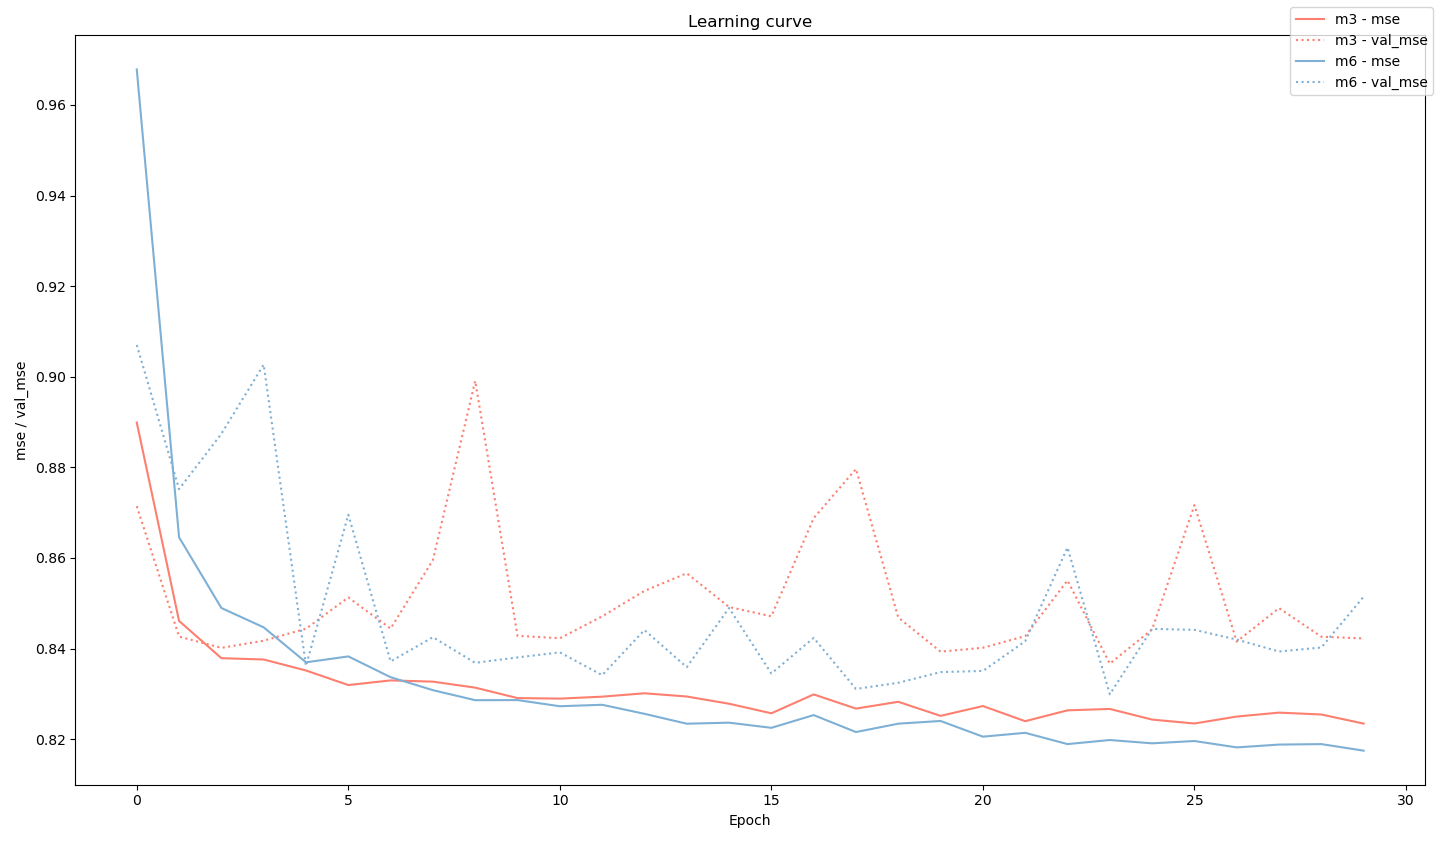 Learning curve
m3 - mse
m3 - val_mse
m6 - mse
m6 - val_mse
mse / val_mse
0.96
0.94
0.92
0.90
0.88
0.86
0.84
0.82
0 5 10 15 20 25 30
Epoch